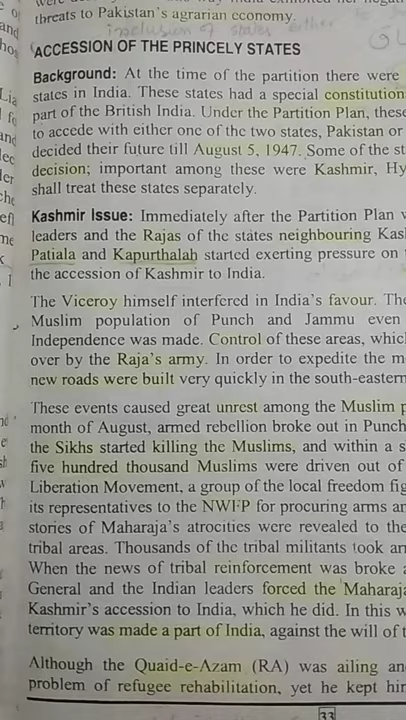 threats to Pakistan's agrarian economy.
inclusion of states either
ACCESSION OF THE PRINCELY STATES
Background: At the time of the partition there were
states in India. These states had a special constitution
part of the British India. Under the Partition Plan, these
to accede with either one of the two states, Pakistan or
decided their future till August 5, 1947. Some of the st
decision; important among these were Kashmir, Hy
shall treat these states separately.
Kashmir Issue: Immediately after the Partition Plan
leaders and the Rajas of the states neighbouring Kas
Patiala and Kapurthalah started exerting pressure on
the accession of Kashmir to India.
The Viceroy himself interfered in India's favour. The
Muslim population of Punch and Jammu even
Independence was made. Control of these areas, whic
over by the Raja's army. In order to expedite the m
new roads were built very quickly in the south-eastern
These events caused great unrest among the Muslim p
month of August, armed rebellion broke out in Punch
the Sikhs started killing the Muslims, and within a s
five hundred thousand Muslims were driven out of
Liberation Movement, a group of the local freedom fig
its representatives to the NWFP for procuring arms an
stories of Maharaja's atrocities were revealed to the
tribal areas. Thousands of the tribal militants took arr
When the news of tribal reinforcement was broke a
General and the Indian leaders forced the Maharaja
Kashmir's accession to India, which he did. In this w
territory was made a part of India, against the will of t
Although the Quaid-e-Azam (RA) was ailing an
problem of refugee rehabilitation, yet he kept hir
33